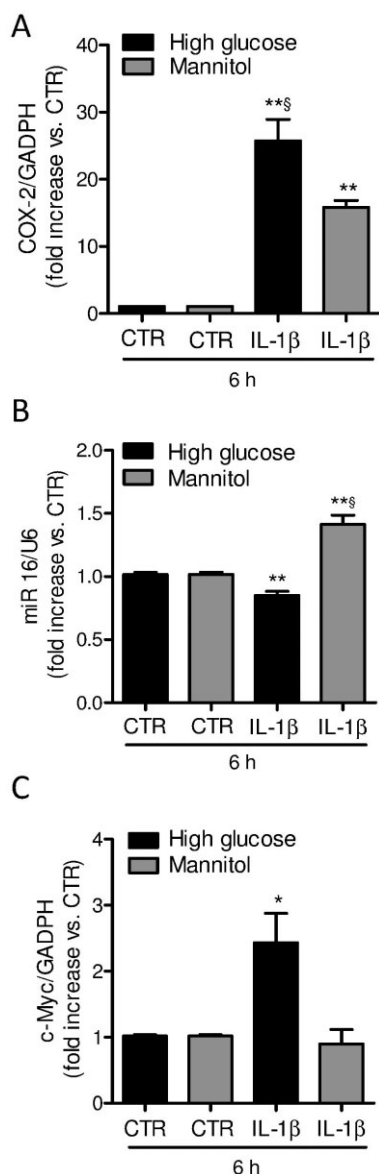 A
High glucose
Mannitol
COX-2/GADPH
(fold increase vs. CTR)
40
30
20
10
0
**§
**
CTR CTR IL-1β IL-1β
6 h
B
High glucose
Mannitol
miR 16/U6
(fold increase vs. CTR)
2.0
1.5
1.0
0.5
0.0
**
**§
CTR CTR IL-1β IL-1β
6 h
C
High glucose
Mannitol
c-Myc/GADPH
(fold increase vs. CTR)
4
3
2
1
0
*
CTR CTR IL-1β IL-1β
6 h